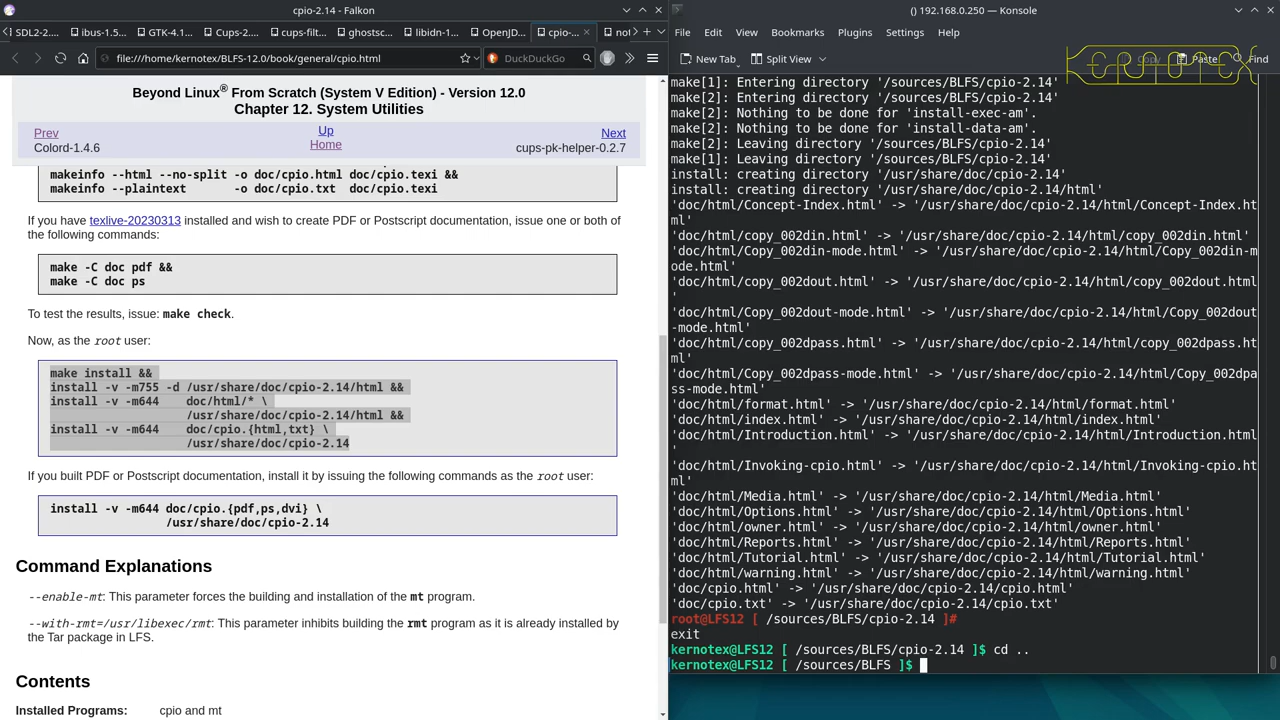 cpio-2.14 - Falkon
SDL2-2....
ibus-1.5...
GTK-4.1...
Cups-2....
cups-filt...
ghostsc...
libidn-1...
OpenJD...
cpio-...
not
file:///home/kernotex/BLFS-12.0/book/general/cpio.html
DuckDuckGo
Beyond Linux® From Scratch (System V Edition) - Version 12.0
Chapter 12. System Utilities
Prev
Up
Next
Colord-1.4.6
Home
cups-pk-helper-0.2.7
makeinfo --html --no-split -o doc/cpio.html doc/cpio.texi &&
makeinfo --plaintext       -o doc/cpio.txt  doc/cpio.texi
If you have texlive-20230313 installed and wish to create PDF or Postscript documentation, issue one or both of
the following commands:
make -C doc pdf &&
make -C doc ps
To test the results, issue: make check.
Now, as the root user:
make install &&
install -v -m755 -d /usr/share/doc/cpio-2.14/html &&
install -v -m644    doc/html/* \
                    /usr/share/doc/cpio-2.14/html &&
install -v -m644    doc/cpio.{html,txt} \
                    /usr/share/doc/cpio-2.14
If you built PDF or Postscript documentation, install it by issuing the following commands as the root user:
install -v -m644 doc/cpio.{pdf,ps,dvi} \
                 /usr/share/doc/cpio-2.14
Command Explanations
--enable-mt: This parameter forces the building and installation of the mt program.
--with-rmt=/usr/libexec/rmt: This parameter inhibits building the rmt program as it is already installed by
the Tar package in LFS.
Contents
Installed Programs: cpio and mt
() 192.168.0.250 — Konsole
File Edit View Bookmarks Plugins Settings Help
New Tab Split View Copy Paste Find
KERNOTEX
make[1]: Entering directory '/sources/BLFS/cpio-2.14'
make[2]: Entering directory '/sources/BLFS/cpio-2.14'
make[2]: Nothing to be done for 'install-exec-am'.
make[2]: Nothing to be done for 'install-data-am'.
make[2]: Leaving directory '/sources/BLFS/cpio-2.14'
make[1]: Leaving directory '/sources/BLFS/cpio-2.14'
install: creating directory '/usr/share/doc/cpio-2.14'
install: creating directory '/usr/share/doc/cpio-2.14/html'
'doc/html/Concept-Index.html' -> '/usr/share/doc/cpio-2.14/html/Concept-Index.ht
ml'
'doc/html/copy_002din.html' -> '/usr/share/doc/cpio-2.14/html/copy_002din.html'
'doc/html/Copy_002din-mode.html' -> '/usr/share/doc/cpio-2.14/html/Copy_002din-m
ode.html'
'doc/html/copy_002dout.html' -> '/usr/share/doc/cpio-2.14/html/copy_002dout.html
'
'doc/html/Copy_002dout-mode.html' -> '/usr/share/doc/cpio-2.14/html/Copy_002dout
-mode.html'
'doc/html/copy_002dpass.html' -> '/usr/share/doc/cpio-2.14/html/copy_002dpass.ht
ml'
'doc/html/Copy_002dpass-mode.html' -> '/usr/share/doc/cpio-2.14/html/Copy_002dpa
ss-mode.html'
'doc/html/format.html' -> '/usr/share/doc/cpio-2.14/html/format.html'
'doc/html/index.html' -> '/usr/share/doc/cpio-2.14/html/index.html'
'doc/html/Introduction.html' -> '/usr/share/doc/cpio-2.14/html/Introduction.html
'
'doc/html/Invoking-cpio.html' -> '/usr/share/doc/cpio-2.14/html/Invoking-cpio.ht
ml'
'doc/html/Media.html' -> '/usr/share/doc/cpio-2.14/html/Media.html'
'doc/html/Options.html' -> '/usr/share/doc/cpio-2.14/html/Options.html'
'doc/html/owner.html' -> '/usr/share/doc/cpio-2.14/html/owner.html'
'doc/html/Reports.html' -> '/usr/share/doc/cpio-2.14/html/Reports.html'
'doc/html/Tutorial.html' -> '/usr/share/doc/cpio-2.14/html/Tutorial.html'
'doc/html/warning.html' -> '/usr/share/doc/cpio-2.14/html/warning.html'
'doc/cpio.html' -> '/usr/share/doc/cpio-2.14/cpio.html'
'doc/cpio.txt' -> '/usr/share/doc/cpio-2.14/cpio.txt'
root@LFS12 [ /sources/BLFS/cpio-2.14 ]#
exit
kernotex@LFS12 [ /sources/BLFS/cpio-2.14 ]$ cd ..
kernotex@LFS12 [ /sources/BLFS ]$